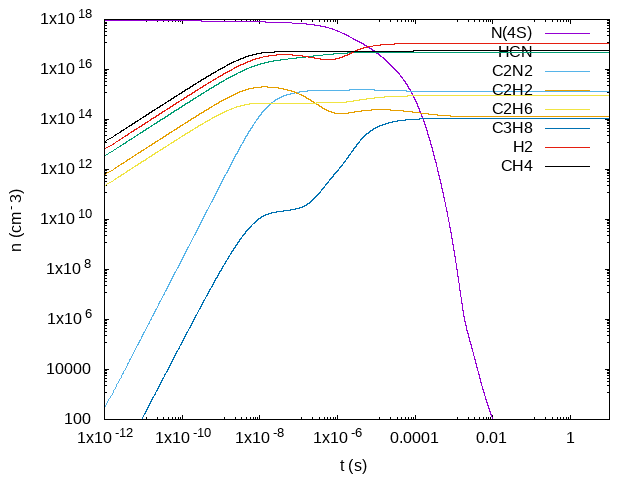 1x10^18
1x10^16
1x10^14
1x10^12
1x10^10
1x10^8
1x10^6
10000
100
n (cm^-3)
N(4S)
HCN
C2N2
C2H2
C2H6
C3H8
H2
CH4
1x10^-12 1x10^-10 1x10^-8 1x10^-6 0.0001 0.01 1
t (s)